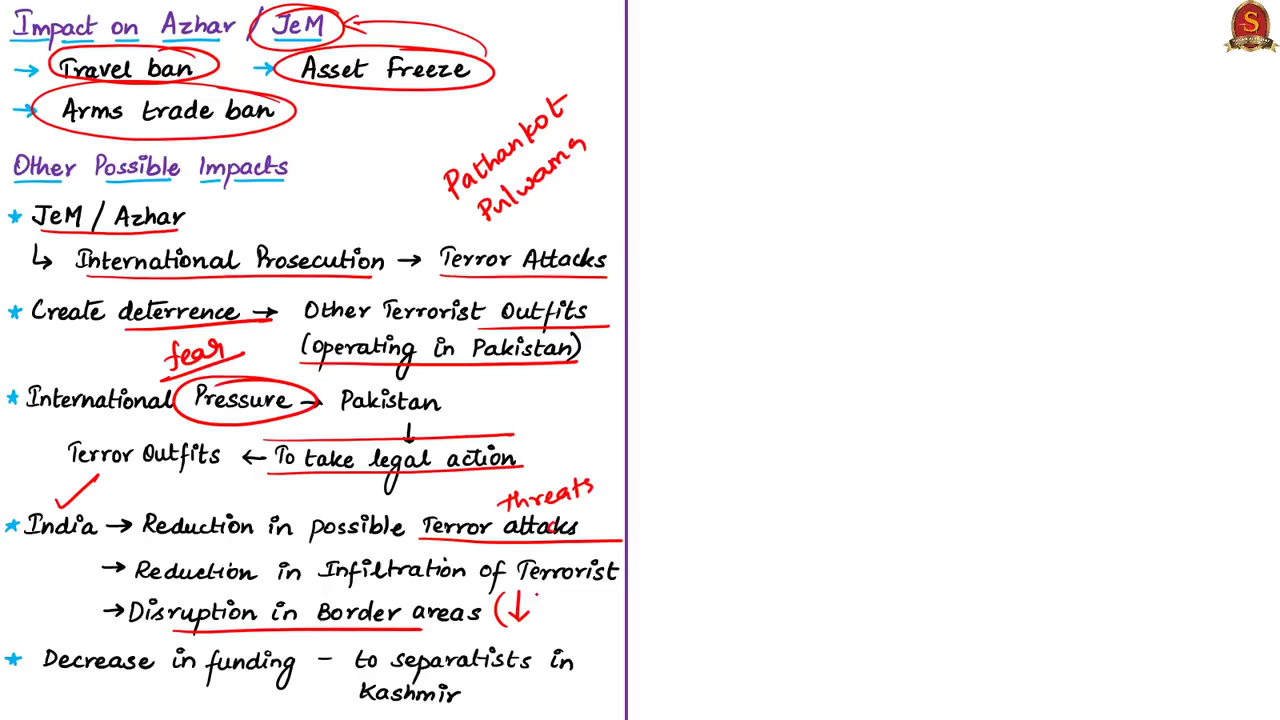 Impact on Azhar / JeM
→ Travel ban → Asset Freeze
→ Arms trade ban
Pathankot
Pulwama
Other Possible Impacts
* JeM / Azhar
↳ International Prosecution → Terror Attacks
* Create deterrence → Other Terrorist Outfits
fear (operating in Pakistan)
* International Pressure → Pakistan
↓
Terror Outfits ← To take legal action
threats
* India → Reduction in possible Terror attacks
→ Reduction in Infiltration of Terrorist
→ Disruption in Border areas (↓
* Decrease in funding – to separatists in
Kashmir
S